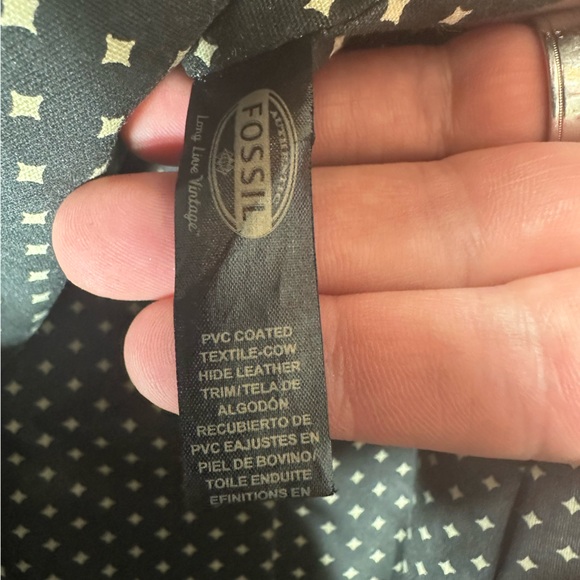 AUTHENTIC
FOSSIL
Long Live Vintage™
PVC COATED
TEXTILE-COW
HIDE LEATHER
TRIM/TELA DE
ALGODÓN
RECUBIERTO DE
PVC EAJUSTES EN
PIEL DE BOVINO/
TOILE ENDUITE
EFINITIONS EN